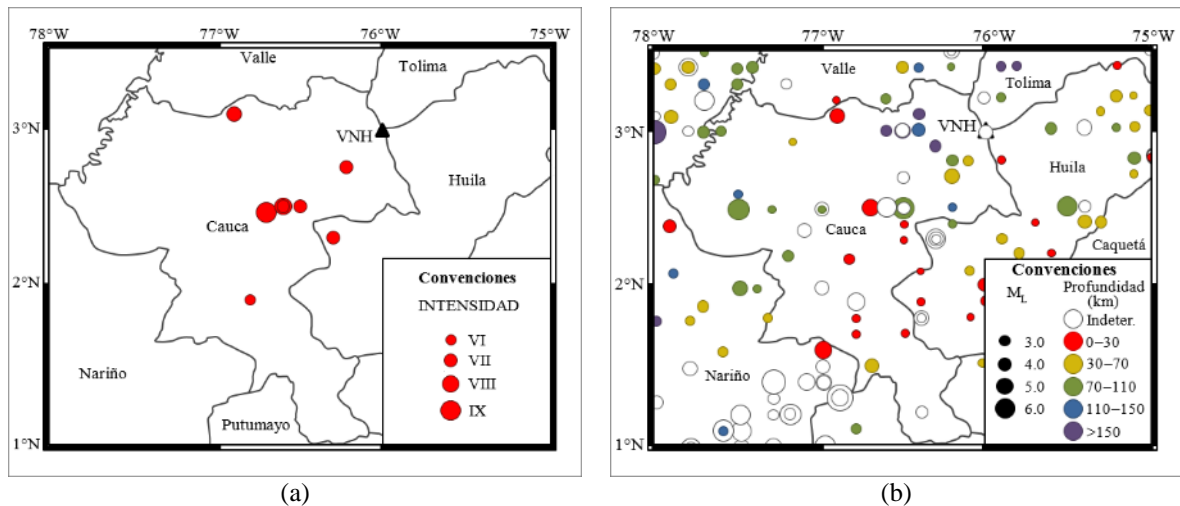 78°W
77°W
76°W
75°W
Valle
Tolima
3°N
VNH
Huila
Cauca
2°N
Convenciones
INTENSIDAD
VI
VII
VIII
IX
Nariño
Putumayo
1°N
(a)
78°W
77°W
76°W
75°W
Valle
Tolima
3°N
VNH
Huila
Cauca
Caquetá
2°N
Convenciones
M_L
Profundidad
(km)
Indeter.
3.0
0–30
4.0
30–70
5.0
70–110
6.0
110–150
>150
Nariño
1°N
(b)